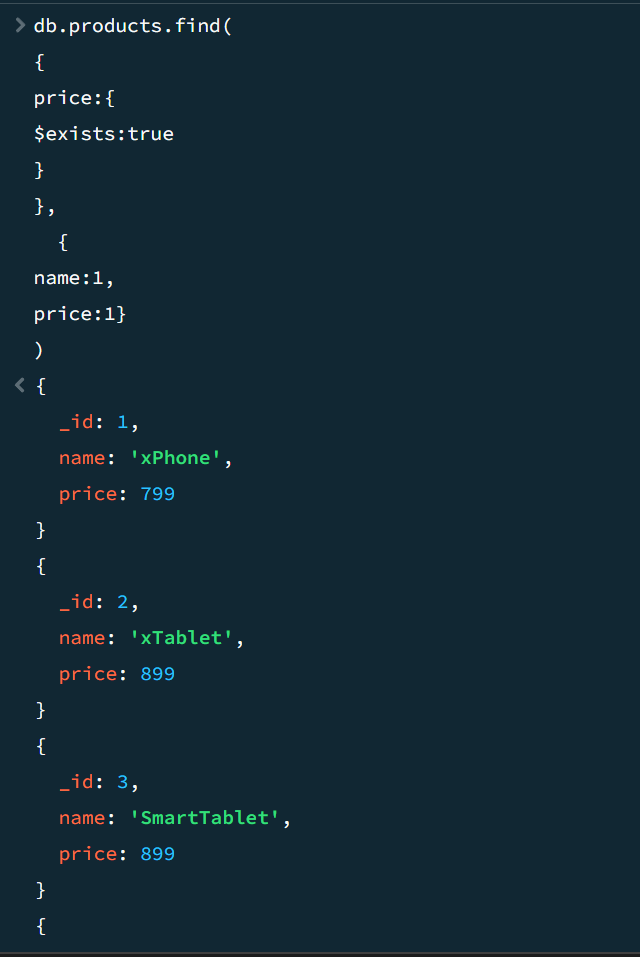 > db.products.find(
{
price:{
$exists:true
}
},
{
name:1,
price:1}
)
< {
_id: 1,
name: 'xPhone',
price: 799
}
{
_id: 2,
name: 'xTablet',
price: 899
}
{
_id: 3,
name: 'SmartTablet',
price: 899
}
{